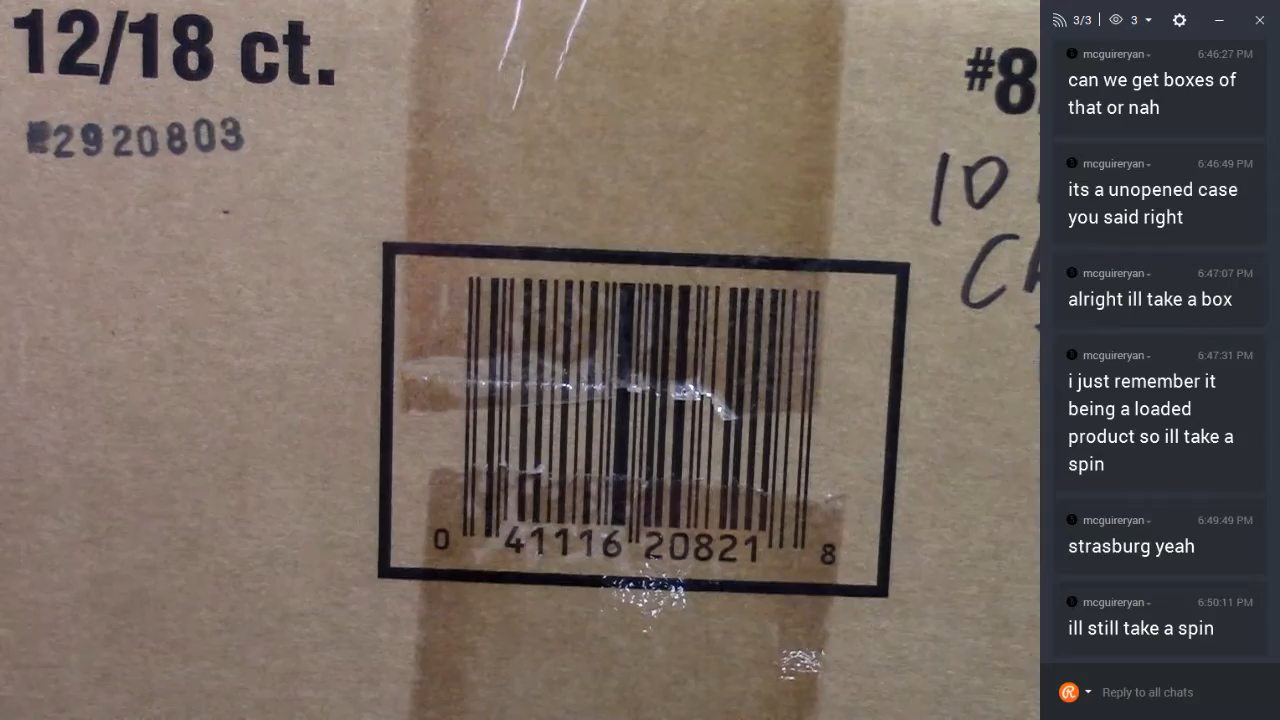 12/18 ct.
#2920803
#8
10
0 41116 20821 8
3/3 3
mcguireryan 6:46:27 PM
can we get boxes of
that or nah
mcguireryan 6:46:49 PM
its a unopened case
you said right
mcguireryan 6:47:07 PM
alright ill take a box
mcguireryan 6:47:31 PM
i just remember it
being a loaded
product so ill take a
spin
mcguireryan 6:49:49 PM
strasburg yeah
mcguireryan 6:50:11 PM
ill still take a spin
Reply to all chats